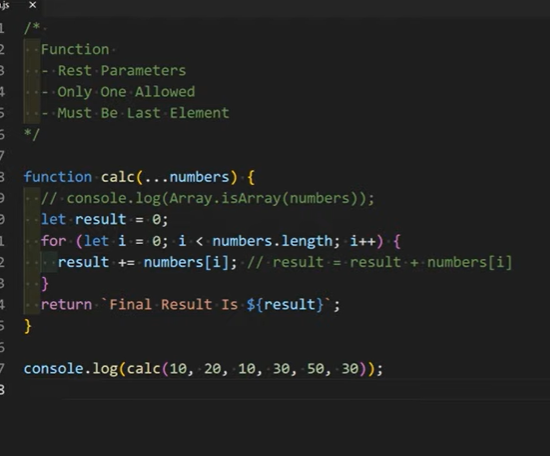 .js ×
1 /*
2 Function
3 - Rest Parameters
4 - Only One Allowed
5 - Must Be Last Element
6 */
7
8 function calc(...numbers) {
9 // console.log(Array.isArray(numbers));
0 let result = 0;
1 for (let i = 0; i < numbers.length; i++) {
2 result += numbers[i]; // result = result + numbers[i]
3 }
4 return `Final Result Is ${result}`;
5 }
6
7 console.log(calc(10, 20, 10, 30, 50, 30));
8